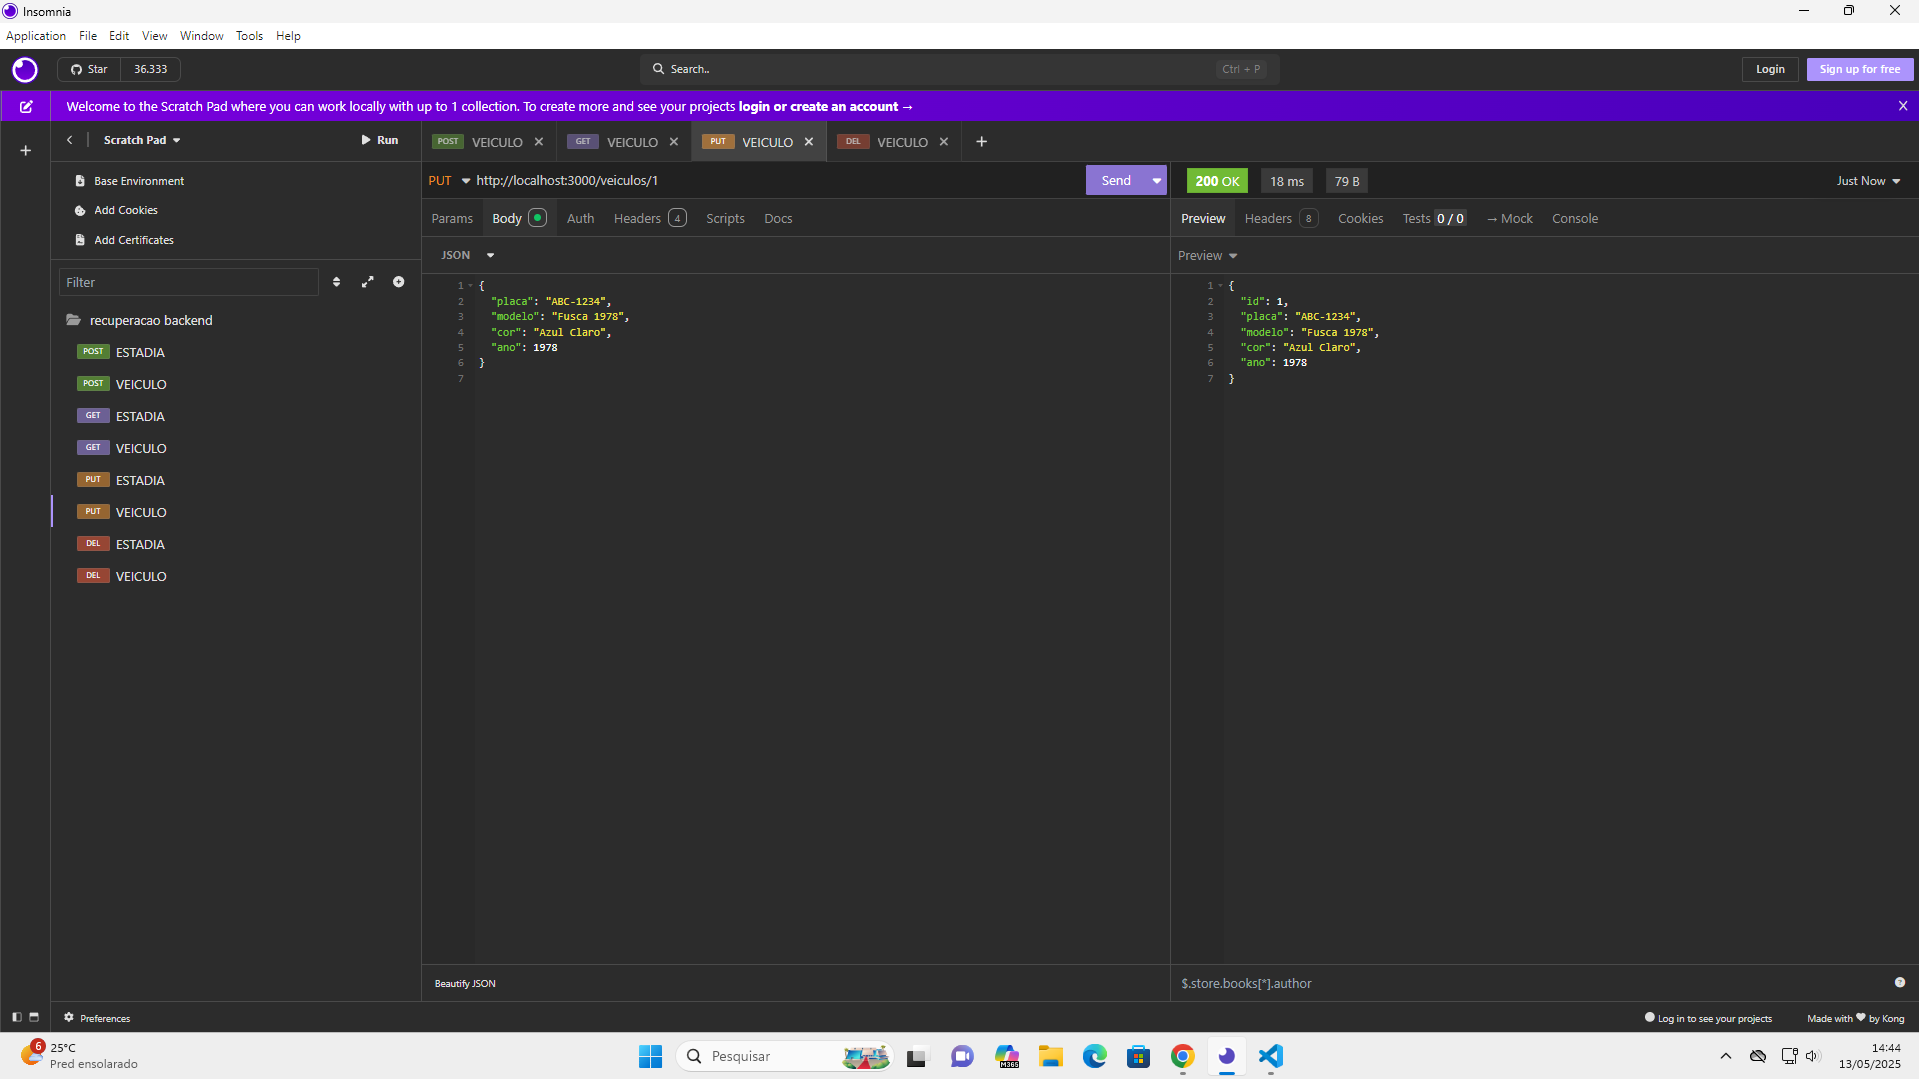 Insomnia
Application File Edit View Window Tools Help
Star 36.333 Search.. Ctrl + P Login Sign up for free
Welcome to the Scratch Pad where you can work locally with up to 1 collection. To create more and see your projects login or create an account →
Scratch Pad Run
Base Environment
Add Cookies
Add Certificates
Filter
recuperacao backend
POST ESTADIA
POST VEICULO
GET ESTADIA
GET VEICULO
PUT ESTADIA
PUT VEICULO
DEL ESTADIA
DEL VEICULO
POST VEICULO GET VEICULO PUT VEICULO DEL VEICULO
PUT http://localhost:3000/veiculos/1 Send
Params Body Auth Headers 4 Scripts Docs
JSON
1 {
2 "placa": "ABC-1234",
3 "modelo": "Fusca 1978",
4 "cor": "Azul Claro",
5 "ano": 1978
6 }
7
Beautify JSON
200 OK 18 ms 79 B Just Now
Preview Headers 8 Cookies Tests 0 / 0 → Mock Console
Preview
1 {
2 "id": 1,
3 "placa": "ABC-1234",
4 "modelo": "Fusca 1978",
5 "cor": "Azul Claro",
6 "ano": 1978
7 }
$.store.books[*].author
Preferences
Log in to see your projects Made with ❤ by Kong
6 25°C
Pred ensolarado
Pesquisar
M365
14:44
13/05/2025